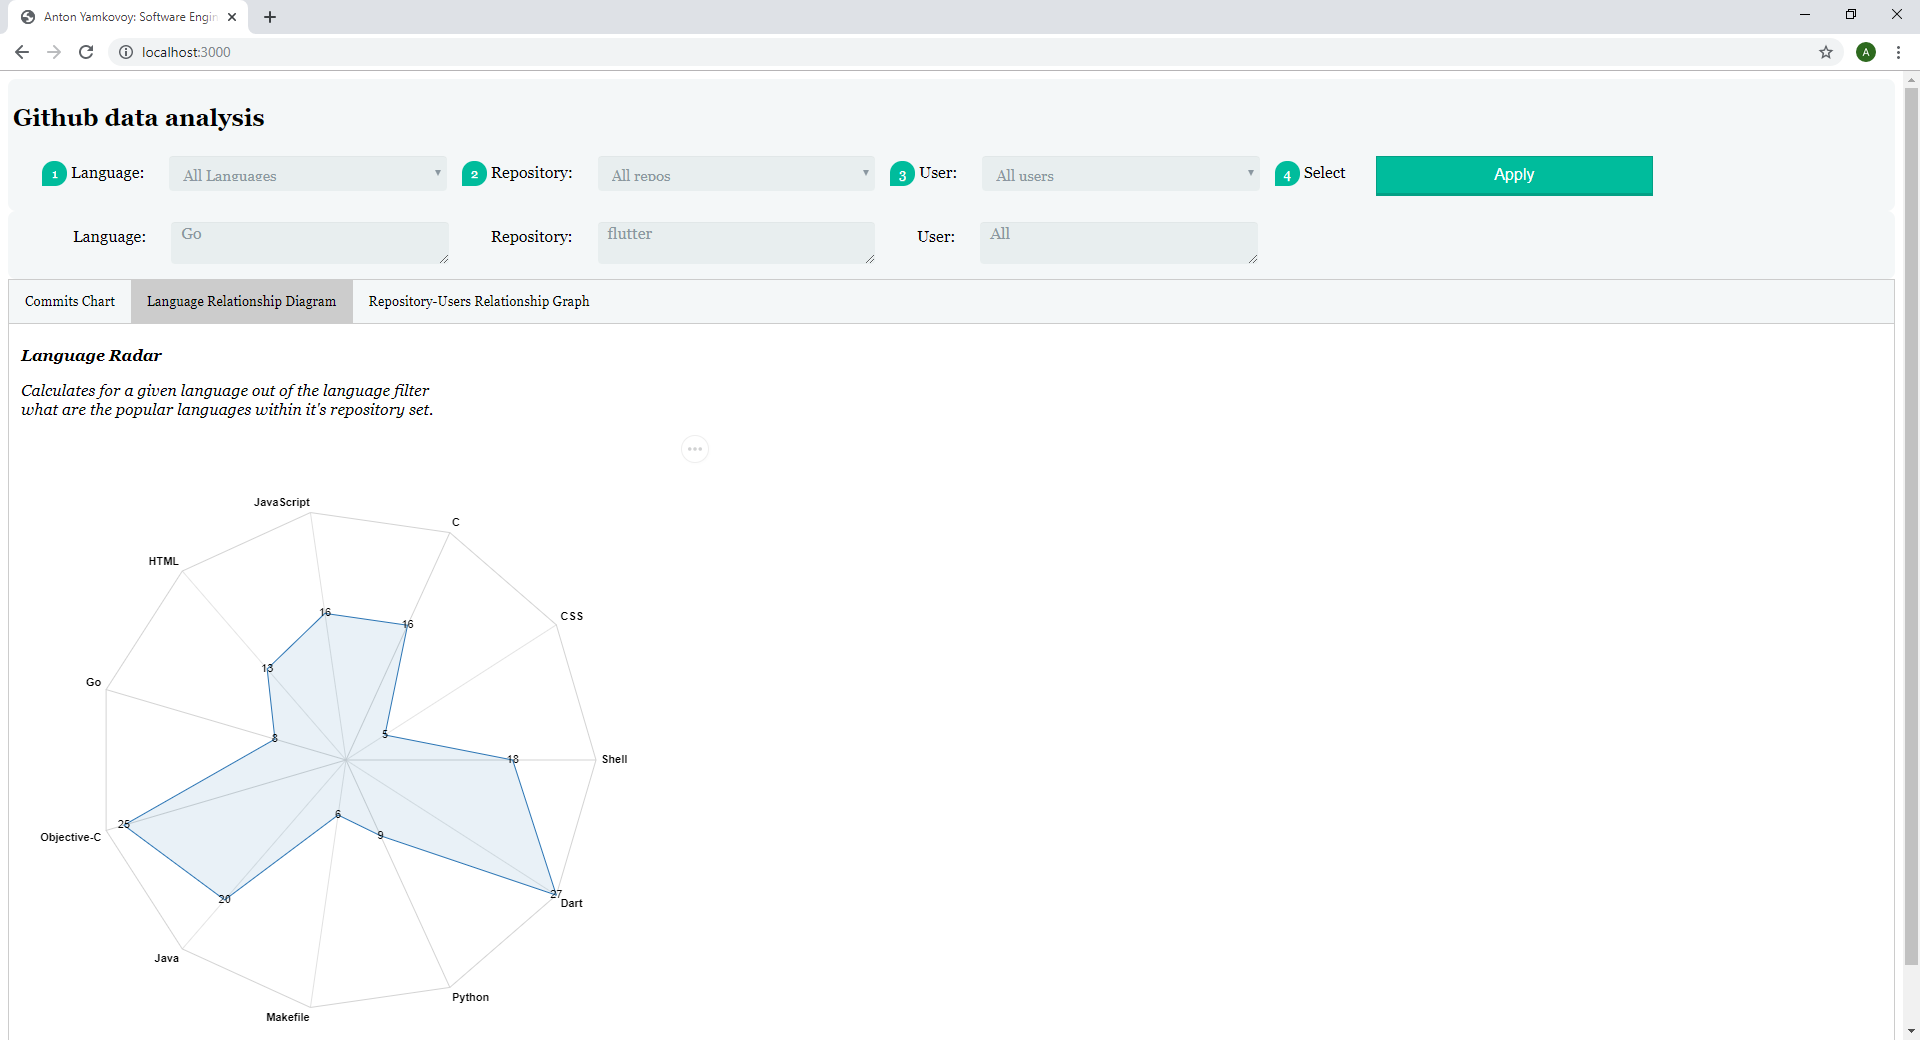 Anton Yamkovoy: Software Engin
localhost:3000
A
Github data analysis
1 Language: All Languages 2 Repository: All repos 3 User: All users 4 Select Apply
Language: Go Repository: flutter User: All
Commits Chart Language Relationship Diagram Repository-Users Relationship Graph
Language Radar
Calculates for a given language out of the language filter
what are the popular languages within it's repository set.
JavaScript
C
HTML
CSS
16
16
13
Go
5
8
18
Shell
6
25
9
Objective-C
27
20
Dart
Java
Python
Makefile